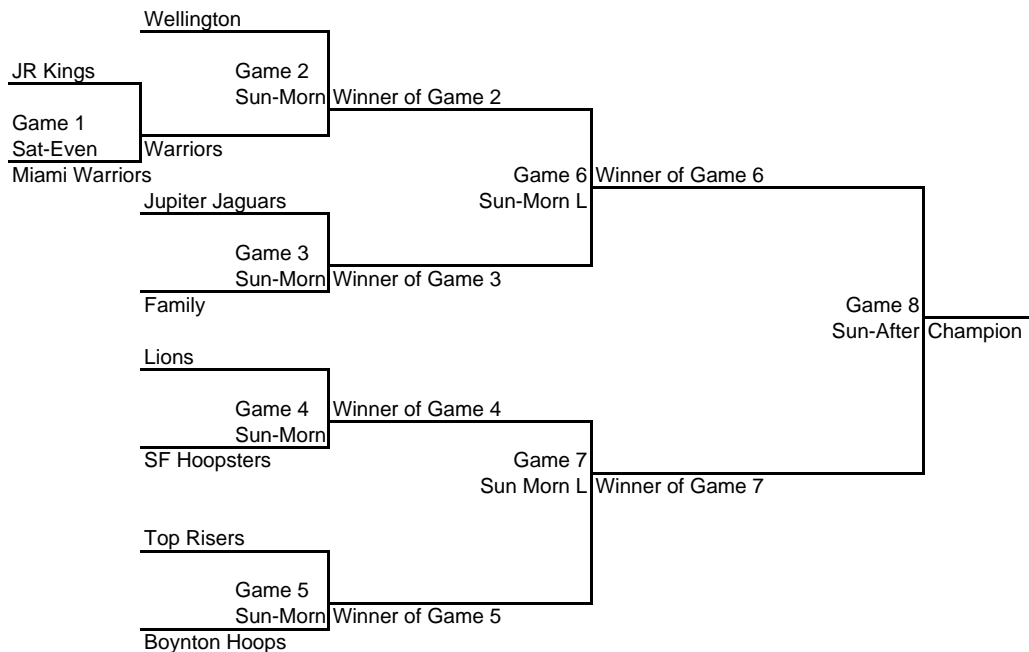 Wellington
JR Kings
Game 2
Sun-Morn
Winner of Game 2
Game 1
Sat-Even
Warriors
Miami Warriors
Game 6
Winner of Game 6
Sun-Morn L
Jupiter Jaguars
Game 3
Sun-Morn
Winner of Game 3
Family
Game 8
Sun-After
Champion
Lions
Game 4
Winner of Game 4
Sun-Morn
SF Hoopsters
Game 7
Sun Morn L
Winner of Game 7
Top Risers
Game 5
Sun-Morn
Winner of Game 5
Boynton Hoops